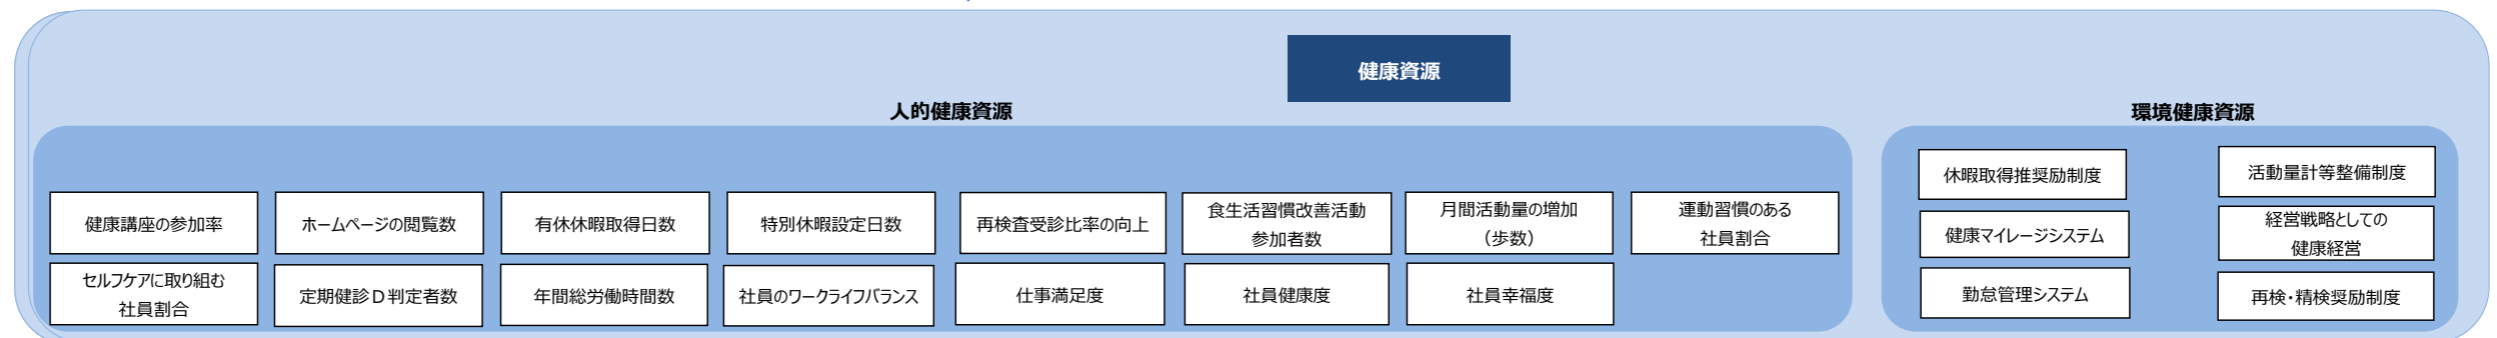 健康資源
人的健康資源
健康講座の参加率
ホームページの閲覧数
有休休暇取得日数
特別休暇設定日数
再検査受診比率の向上
食生活習慣改善活動
参加者数
月間活動量の増加
（歩数）
運動習慣のある
社員割合
セルフケアに取り組む
社員割合
定期健診Ｄ判定者数
年間総労働時間数
社員のワークライフバランス
仕事満足度
社員健康度
社員幸福度
環境健康資源
休暇取得推奨励制度
活動量計等整備制度
健康マイレージシステム
経営戦略としての
健康経営
勤怠管理システム
再検・精検奨励制度